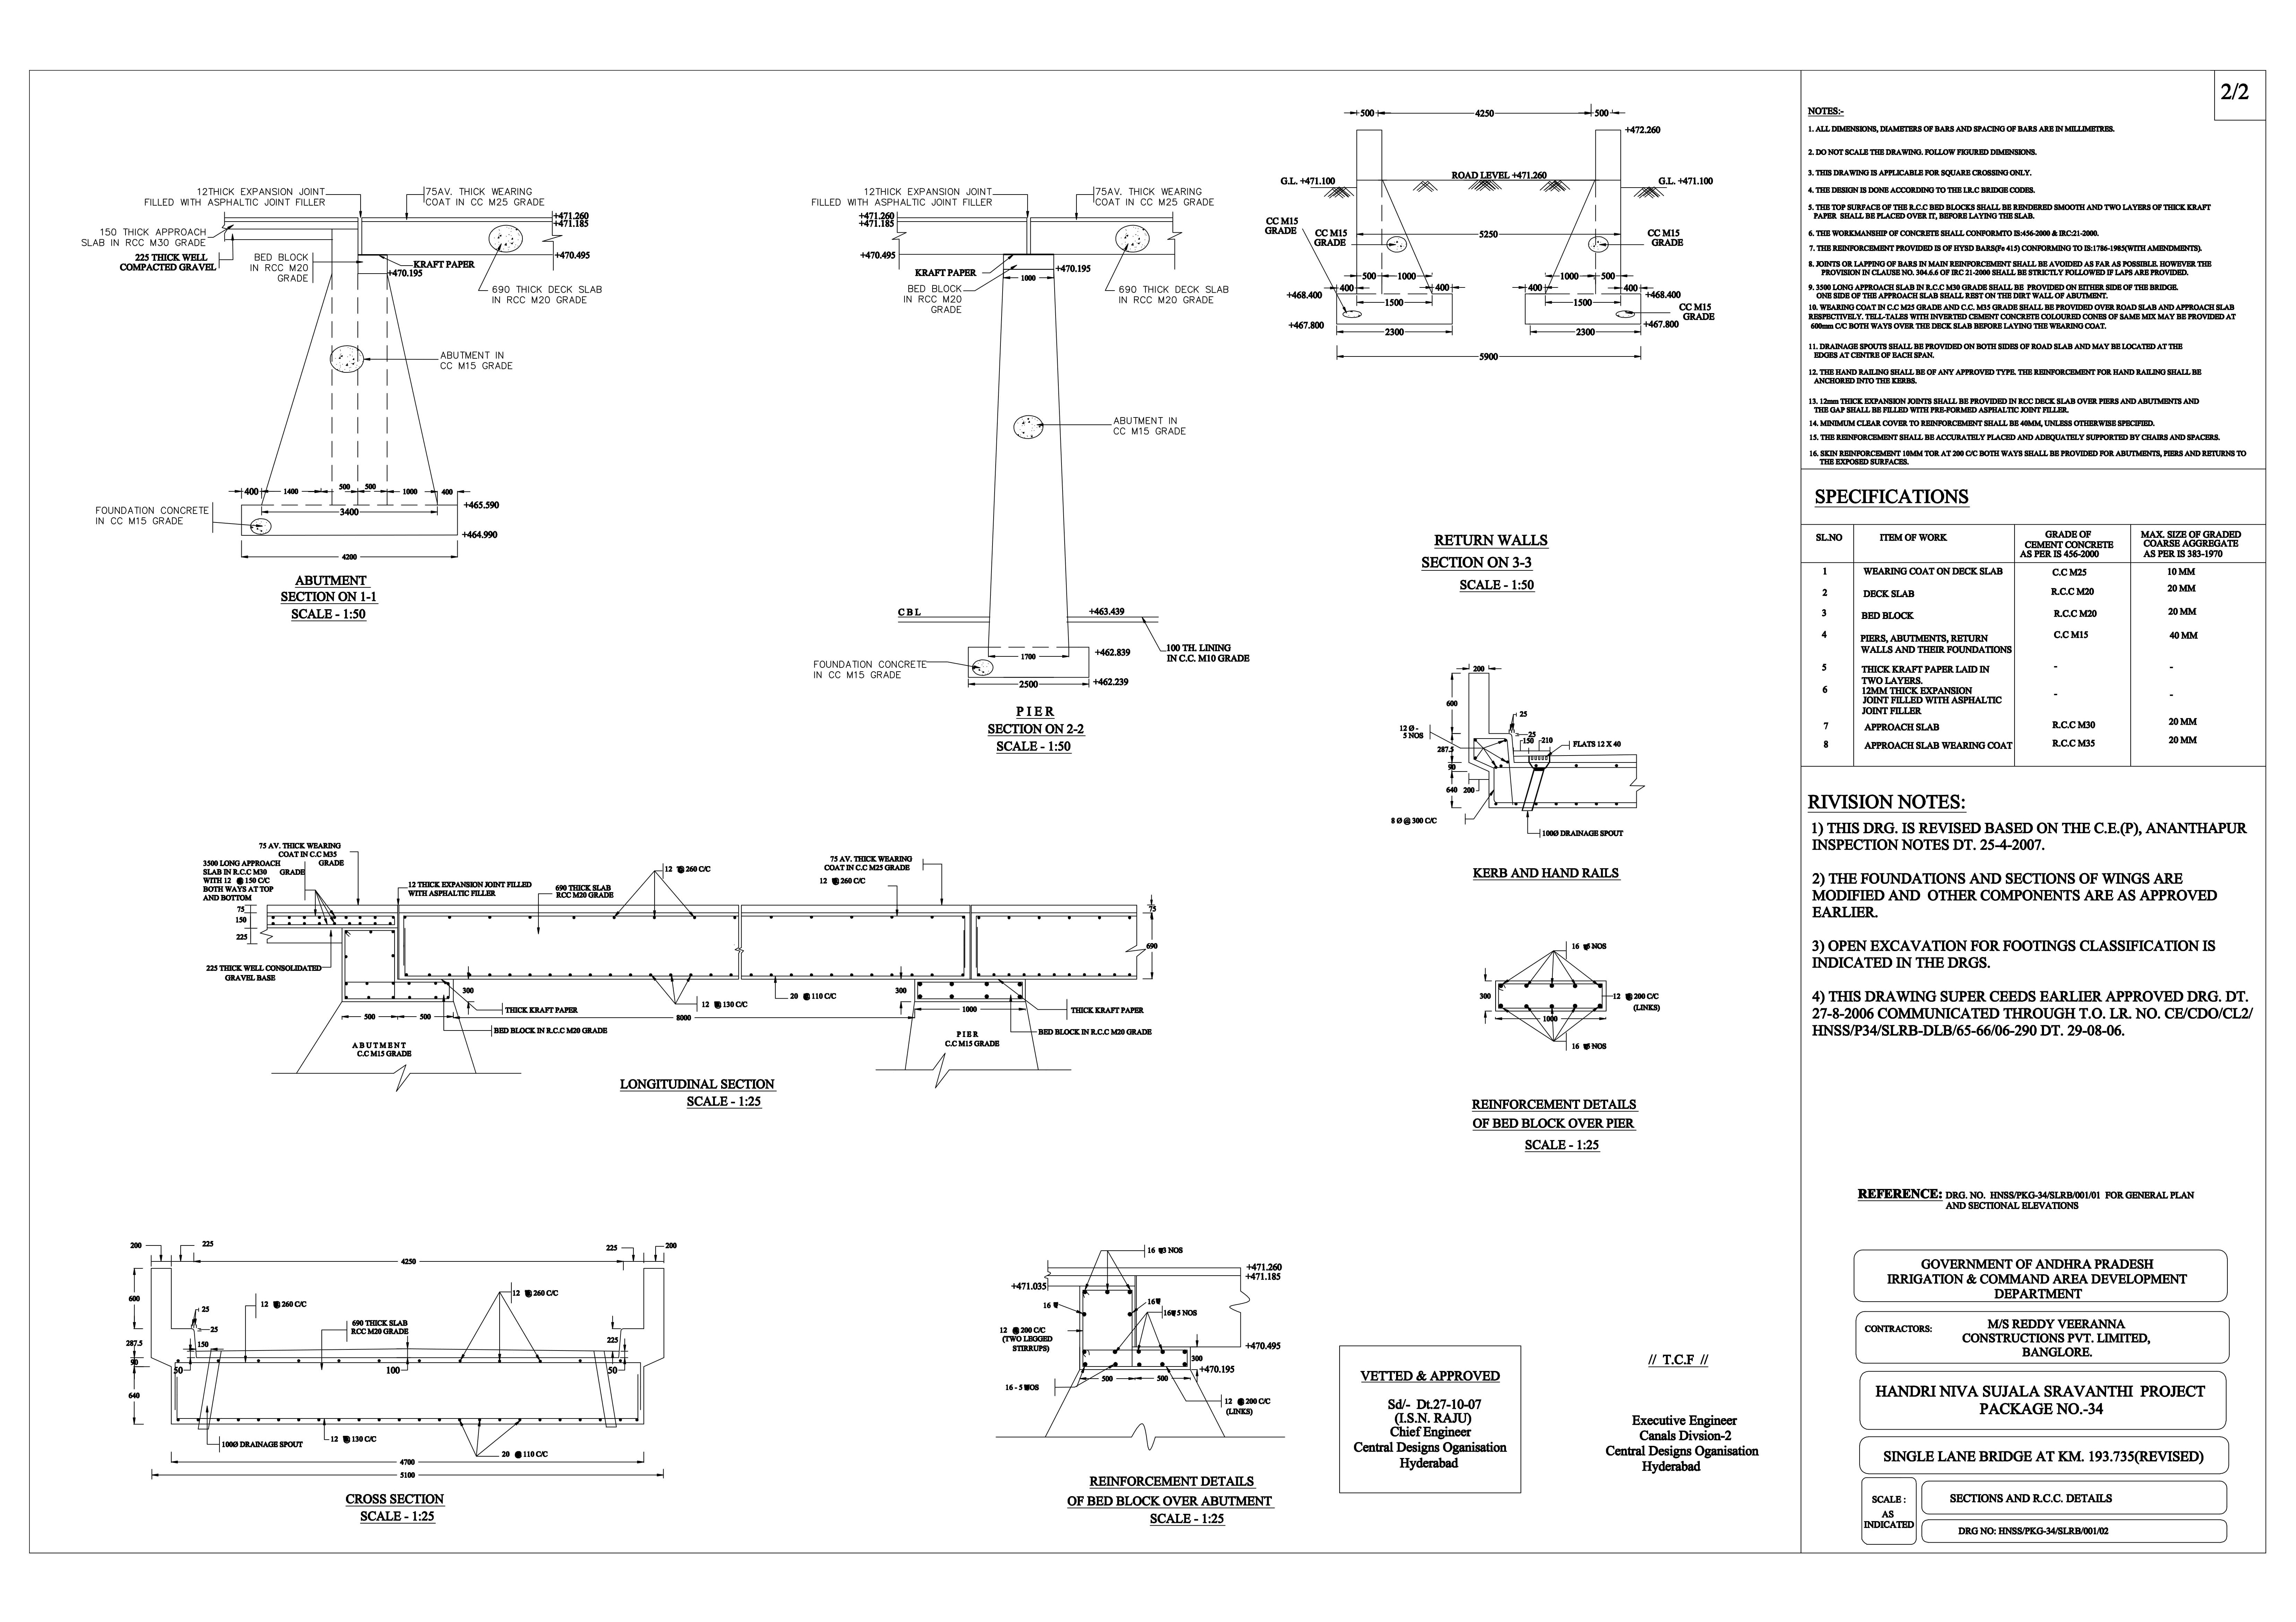 2/2
12THICK EXPANSION JOINT
FILLED WITH ASPHALTIC JOINT FILLER
75AV. THICK WEARING
COAT IN CC M25 GRADE
150 THICK APPROACH
SLAB IN RCC M30 GRADE
225 THICK WELL
COMPACTED GRAVEL
BED BLOCK
IN RCC M20
GRADE
+471.260
+471.185
+470.495
KRAFT PAPER
+470.195
690 THICK DECK SLAB
IN RCC M20 GRADE
ABUTMENT IN
CC M15 GRADE
400
1400
500
500
1000
400
3400
+465.590
FOUNDATION CONCRETE
IN CC M15 GRADE
+464.990
4200
ABUTMENT
SECTION ON 1-1
SCALE - 1:50
12THICK EXPANSION JOINT
FILLED WITH ASPHALTIC JOINT FILLER
75AV. THICK WEARING
COAT IN CC M25 GRADE
+471.260
+471.185
+471.260
+471.185
+470.495
+470.495
KRAFT PAPER
+470.195
1000
BED BLOCK
IN RCC M20
GRADE
690 THICK DECK SLAB
IN RCC M20 GRADE
ABUTMENT IN
CC M15 GRADE
C B L
+463.439
100 TH. LINING
IN C.C. M10 GRADE
1700
+462.839
FOUNDATION CONCRETE
IN CC M15 GRADE
2500
+462.239
P I E R
SECTION ON 2-2
SCALE - 1:50
500
4250
500
+472.260
ROAD LEVEL +471.260
G.L. +471.100
G.L. +471.100
CC M15
GRADE
CC M15
GRADE
5250
CC M15
GRADE
500
1000
1000
500
400
400
400
400
+468.400
1500
1500
+468.400
CC M15
GRADE
+467.800
2300
2300
+467.800
5900
RETURN WALLS
SECTION ON 3-3
SCALE - 1:50
200
600
12 Ø -
5 NOS
25
25
150
210
FLATS 12 X 40
287.5
90
640
200
8 Ø @ 300 C/C
100Ø DRAINAGE SPOUT
KERB AND HAND RAILS
75 AV. THICK WEARING
COAT IN C.C M35
GRADE
3500 LONG APPROACH
SLAB IN R.C.C M30 GRADE
WITH 12 @ 150 C/C
BOTH WAYS AT TOP
AND BOTTOM
12 THICK EXPANSION JOINT FILLED
WITH ASPHALTIC FILLER
690 THICK SLAB
RCC M20 GRADE
12 @ 260 C/C
75 AV. THICK WEARING
COAT IN C.C M25 GRADE
12 @ 260 C/C
75
150
225
75
690
225 THICK WELL CONSOLIDATED
GRAVEL BASE
300
THICK KRAFT PAPER
12 @ 130 C/C
20 @ 110 C/C
300
500
500
8000
1000
THICK KRAFT PAPER
BED BLOCK IN R.C.C M20 GRADE
BED BLOCK IN R.C.C M20 GRADE
A B U T M E N T
C.C M15 GRADE
P I E R
C.C M15 GRADE
LONGITUDINAL SECTION
SCALE - 1:25
16 5 NOS
300
12 @ 200 C/C
(LINKS)
1000
16 5 NOS
REINFORCEMENT DETAILS
OF BED BLOCK OVER PIER
SCALE - 1:25
200
225
4250
225
200
600
25
25
12 @ 260 C/C
690 THICK SLAB
RCC M20 GRADE
12 @ 260 C/C
287.5
150
225
90
50
100
50
640
100Ø DRAINAGE SPOUT
12 @ 130 C/C
20 @ 110 C/C
4700
5100
CROSS SECTION
SCALE - 1:25
16 3 NOS
+471.260
+471.185
+471.035
16
16
16 5 NOS
12 @ 200 C/C
(TWO LEGGED
STIRRUPS)
+470.495
300
+470.195
500
500
16 - 5 NOS
12 @ 200 C/C
(LINKS)
REINFORCEMENT DETAILS
OF BED BLOCK OVER ABUTMENT
SCALE - 1:25
VETTED & APPROVED
Sd/- Dt.27-10-07
(I.S.N. RAJU)
Chief Engineer
Central Designs Oganisation
Hyderabad
// T.C.F //
Executive Engineer
Canals Divsion-2
Central Designs Oganisation
Hyderabad
NOTES:-
1. ALL DIMENSIONS, DIAMETERS OF BARS AND SPACING OF BARS ARE IN MILLIMETRES.
2. DO NOT SCALE THE DRAWING. FOLLOW FIGURED DIMENSIONS.
3. THIS DRAWING IS APPLICABLE FOR SQUARE CROSSING ONLY.
4. THE DESIGN IS DONE ACCORDING TO THE I.R.C BRIDGE CODES.
5. THE TOP SURFACE OF THE R.C.C BED BLOCKS SHALL BE RENDERED SMOOTH AND TWO LAYERS OF THICK KRAFT
PAPER SHALL BE PLACED OVER IT, BEFORE LAYING THE SLAB.
6. THE WORKMANSHIP OF CONCRETE SHALL CONFORMTO IS:456-2000 & IRC:21-2000.
7. THE REINFORCEMENT PROVIDED IS OF HYSD BARS(Fe 415) CONFORMING TO IS:1786-1985(WITH AMENDMENTS).
8. JOINTS OR LAPPING OF BARS IN MAIN REINFORCEMENT SHALL BE AVOIDED AS FAR AS POSSIBLE. HOWEVER THE
PROVISION IN CLAUSE NO. 304.6.6 OF IRC 21-2000 SHALL BE STRICTLY FOLLOWED IF LAPS ARE PROVIDED.
9. 3500 LONG APPROACH SLAB IN R.C.C M30 GRADE SHALL BE PROVIDED ON EITHER SIDE OF THE BRIDGE.
ONE SIDE OF THE APPROACH SLAB SHALL REST ON THE DIRT WALL OF ABUTMENT.
10. WEARING COAT IN C.C M25 GRADE AND C.C. M35 GRADE SHALL BE PROVIDED OVER ROAD SLAB AND APPROACH SLAB
RESPECTIVELY. TELL-TALES WITH INVERTED CEMENT CONCRETE COLOURED CONES OF SAME MIX MAY BE PROVIDED AT
600mm C/C BOTH WAYS OVER THE DECK SLAB BEFORE LAYING THE WEARING COAT.
11. DRAINAGE SPOUTS SHALL BE PROVIDED ON BOTH SIDES OF ROAD SLAB AND MAY BE LOCATED AT THE
EDGES AT CENTRE OF EACH SPAN.
12. THE HAND RAILING SHALL BE OF ANY APPROVED TYPE. THE REINFORCEMENT FOR HAND RAILING SHALL BE
ANCHORED INTO THE KERBS.
13. 12mm THICK EXPANSION JOINTS SHALL BE PROVIDED IN RCC DECK SLAB OVER PIERS AND ABUTMENTS AND
THE GAP SHALL BE FILLED WITH PRE-FORMED ASPHALTIC JOINT FILLER.
14. MINIMUM CLEAR COVER TO REINFORCEMENT SHALL BE 40MM, UNLESS OTHERWISE SPECIFIED.
15. THE REINFORCEMENT SHALL BE ACCURATELY PLACED AND ADEQUATELY SUPPORTED BY CHAIRS AND SPACERS.
16. SKIN REINFORCEMENT 10MM TOR AT 200 C/C BOTH WAYS SHALL BE PROVIDED FOR ABUTMENTS, PIERS AND RETURNS TO
THE EXPOSED SURFACES.
SPECIFICATIONS
SL.NO ITEM OF WORK GRADE OF CEMENT CONCRETE AS PER IS 456-2000 MAX. SIZE OF GRADED COARSE AGGREGATE AS PER IS 383-1970
1 WEARING COAT ON DECK SLAB C.C M25 10 MM
2 DECK SLAB R.C.C M20 20 MM
3 BED BLOCK R.C.C M20 20 MM
4 PIERS, ABUTMENTS, RETURN C.C M15 40 MM
WALLS AND THEIR FOUNDATIONS
5 THICK KRAFT PAPER LAID IN - -
TWO LAYERS.
6 12MM THICK EXPANSION - -
JOINT FILLED WITH ASPHALTIC
JOINT FILLER
7 APPROACH SLAB R.C.C M30 20 MM
8 APPROACH SLAB WEARING COAT R.C.C M35 20 MM
RIVISION NOTES:
1) THIS DRG. IS REVISED BASED ON THE C.E.(P), ANANTHAPUR
INSPECTION NOTES DT. 25-4-2007.
2) THE FOUNDATIONS AND SECTIONS OF WINGS ARE
MODIFIED AND OTHER COMPONENTS ARE AS APPROVED
EARLIER.
3) OPEN EXCAVATION FOR FOOTINGS CLASSIFICATION IS
INDICATED IN THE DRGS.
4) THIS DRAWING SUPER CEEDS EARLIER APPROVED DRG. DT.
27-8-2006 COMMUNICATED THROUGH T.O. LR. NO. CE/CDO/CL2/
HNSS/P34/SLRB-DLB/65-66/06-290 DT. 29-08-06.
REFERENCE: DRG. NO. HNSS/PKG-34/SLRB/001/01 FOR GENERAL PLAN
AND SECTIONAL ELEVATIONS
GOVERNMENT OF ANDHRA PRADESH
IRRIGATION & COMMAND AREA DEVELOPMENT
DEPARTMENT
CONTRACTORS:
M/S REDDY VEERANNA
CONSTRUCTIONS PVT. LIMITED,
BANGLORE.
HANDRI NIVA SUJALA SRAVANTHI PROJECT
PACKAGE NO.-34
SINGLE LANE BRIDGE AT KM. 193.735(REVISED)
SCALE :
AS
INDICATED
SECTIONS AND R.C.C. DETAILS
DRG NO: HNSS/PKG-34/SLRB/001/02